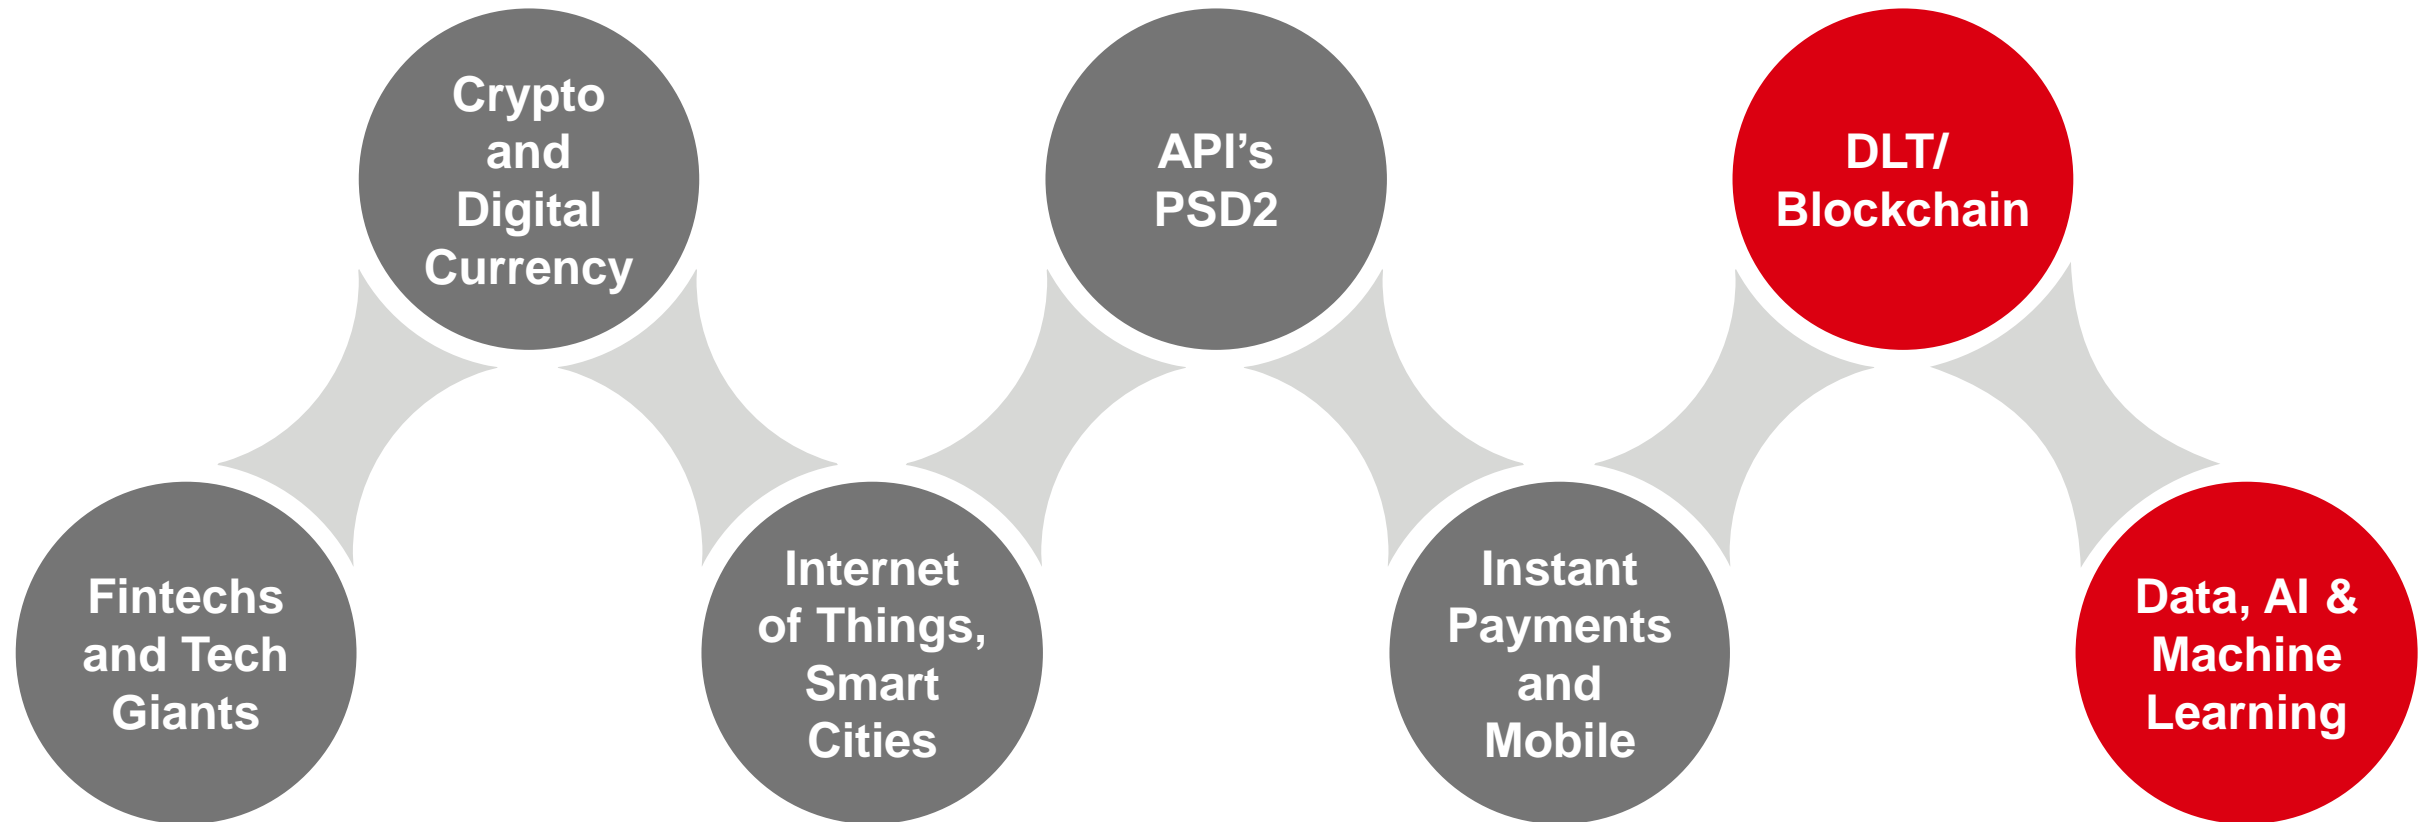 Crypto
and
Digital
Currency
API’s
PSD2
DLT/
Blockchain
Fintechs
and Tech
Giants
Internet
of Things,
Smart
Cities
Instant
Payments
and
Mobile
Data, AI &
Machine
Learning